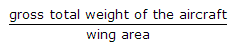 gross total weight of the aircraft
wing area